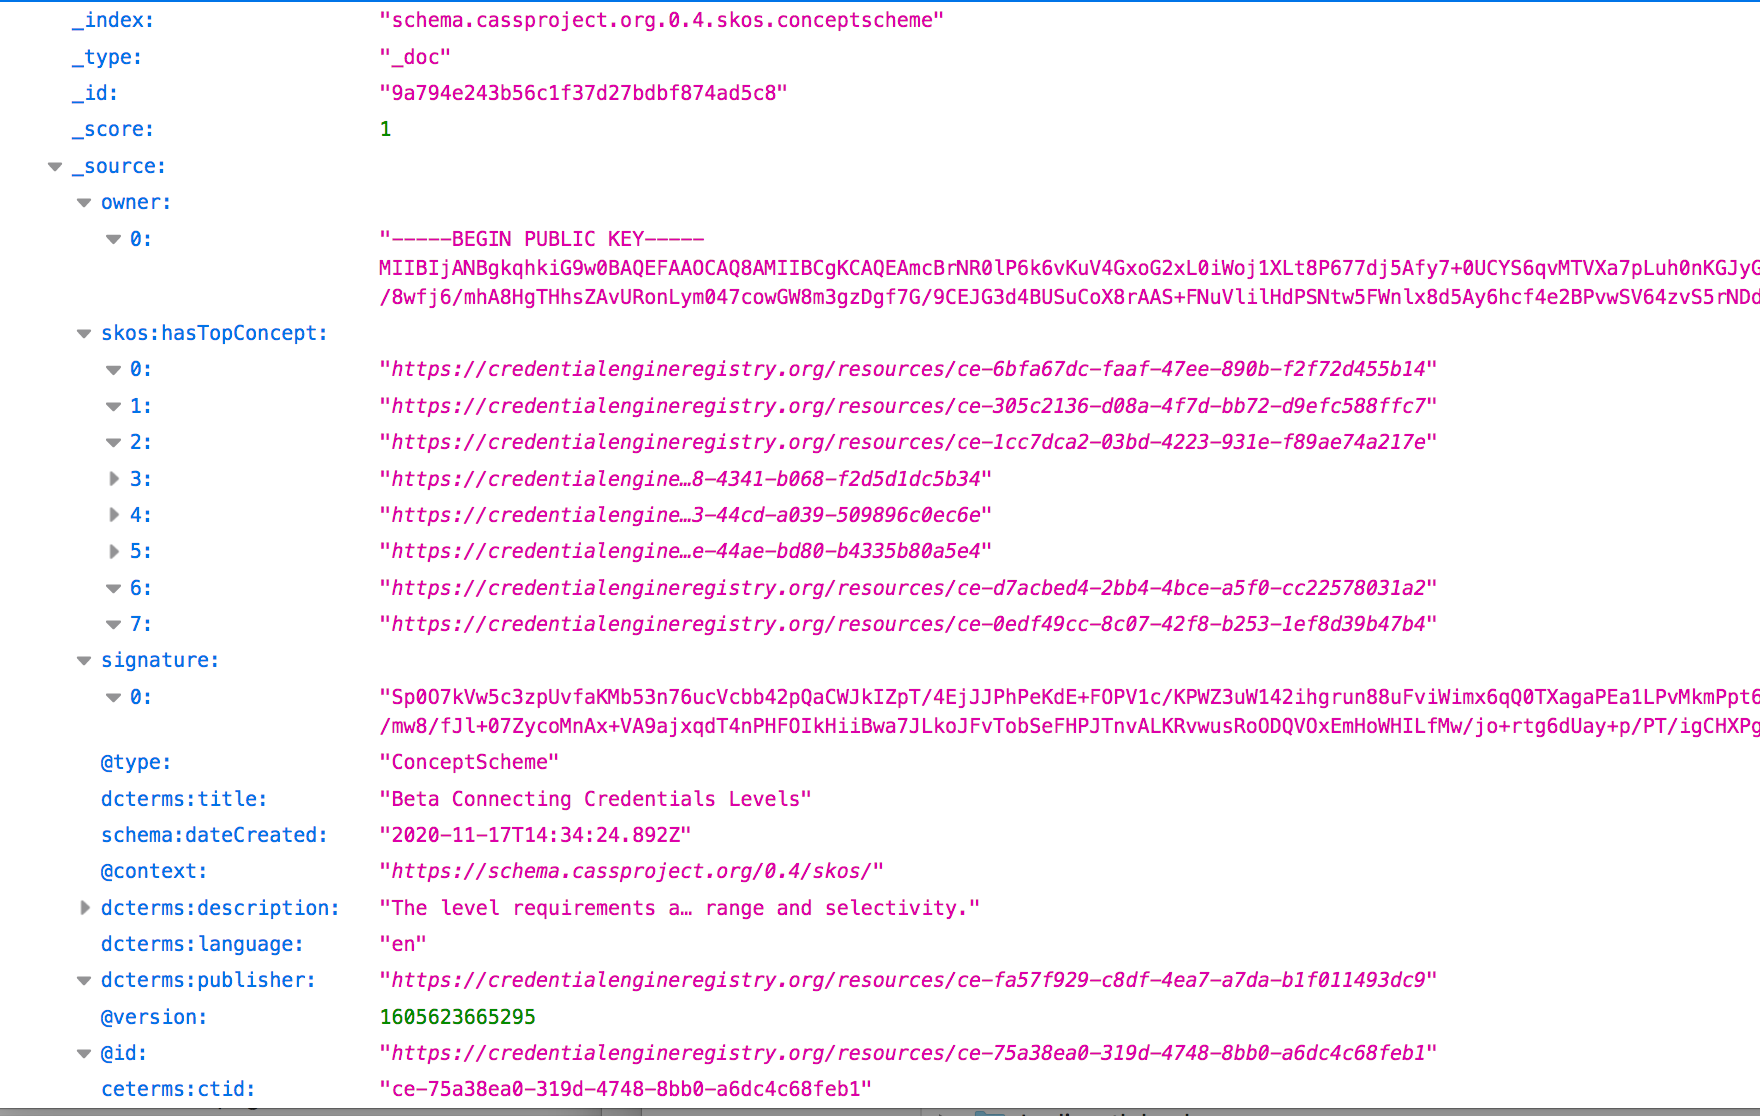 _index: "schema.cassproject.org.0.4.skos.conceptscheme"
_type: "_doc"
_id: "9a794e243b56c1f37d27bdbf874ad5c8"
_score: 1
_source:
owner:
0: "-----BEGIN PUBLIC KEY-----
MIIBIjANBgkqhkiG9w0BAQEFAAOCAQ8AMIIBCgKCAQEAmcBrNR0lP6k6vKuV4GxoG2xL0iWoj1XLt8P677dj5Afy7+0UCYS6qvMTVXa7pLuh0nKGJyG
/8wfj6/mhA8HgTHhsZAvURonLym047cowGW8m3gzDgf7G/9CEJG3d4BUSuCoX8rAAS+FNuVlilHdPSNtw5FWnlx8d5Ay6hcf4e2BPvwSV64zvS5rNDd
skos:hasTopConcept:
0: "https://credentialengineregistry.org/resources/ce-6bfa67dc-faaf-47ee-890b-f2f72d455b14"
1: "https://credentialengineregistry.org/resources/ce-305c2136-d08a-4f7d-bb72-d9efc588ffc7"
2: "https://credentialengineregistry.org/resources/ce-1cc7dca2-03bd-4223-931e-f89ae74a217e"
3: "https://credentialengine…8-4341-b068-f2d5d1dc5b34"
4: "https://credentialengine…3-44cd-a039-509896c0ec6e"
5: "https://credentialengine…e-44ae-bd80-b4335b80a5e4"
6: "https://credentialengineregistry.org/resources/ce-d7acbed4-2bb4-4bce-a5f0-cc22578031a2"
7: "https://credentialengineregistry.org/resources/ce-0edf49cc-8c07-42f8-b253-1ef8d39b47b4"
signature:
0: "Sp0O7kVw5c3zpUvfaKMb53n76ucVcbb42pQaCWJkIZpT/4EjJJPhPeKdE+FOPV1c/KPWZ3uW142ihgrun88uFviWimx6qQ0TXagaPEa1LPvMkmPpt6
/mw8/fJl+07ZycoMnAx+VA9ajxqdT4nPHFOIkHiiBwa7JLkoJFvTobSeFHPJTnvALKRvwusRoODQVOxEmHoWHILfMw/jo+rtg6dUay+p/PT/igCHXPg
@type: "ConceptScheme"
dcterms:title: "Beta Connecting Credentials Levels"
schema:dateCreated: "2020-11-17T14:34:24.892Z"
@context: "https://schema.cassproject.org/0.4/skos/"
dcterms:description: "The level requirements a… range and selectivity."
dcterms:language: "en"
dcterms:publisher: "https://credentialengineregistry.org/resources/ce-fa57f929-c8df-4ea7-a7da-b1f011493dc9"
@version: 1605623665295
@id: "https://credentialengineregistry.org/resources/ce-75a38ea0-319d-4748-8bb0-a6dc4c68feb1"
ceterms:ctid: "ce-75a38ea0-319d-4748-8bb0-a6dc4c68feb1"